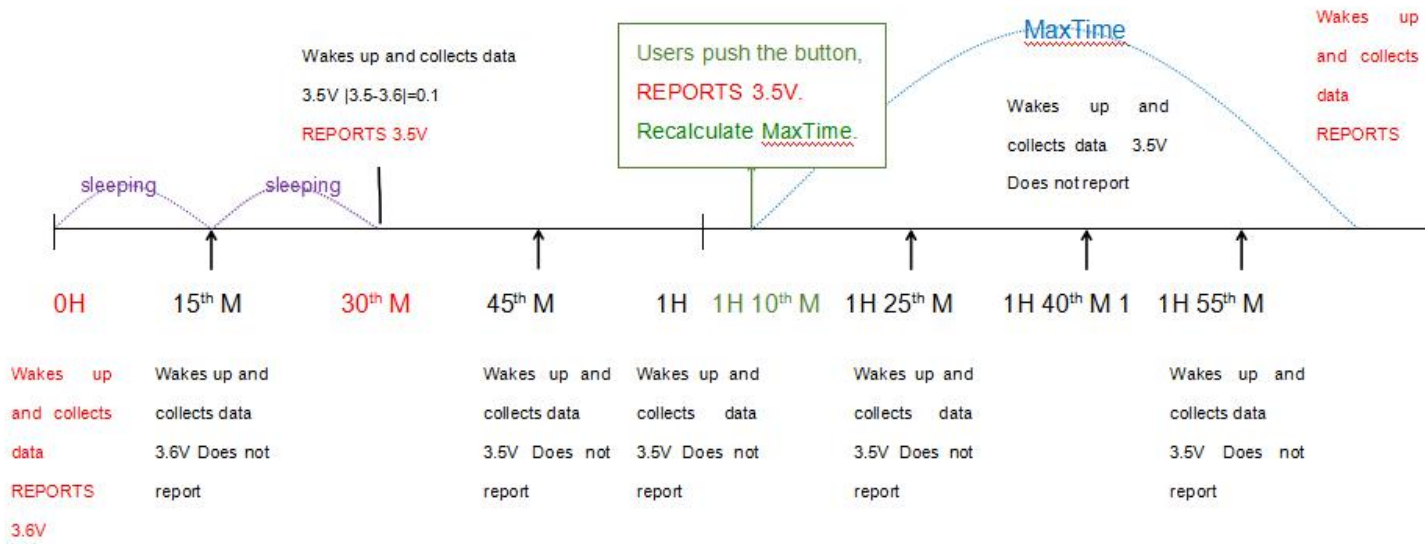 Wakes up and collects data
3.5V |3.5-3.6|=0.1
REPORTS 3.5V
Users push the button,
REPORTS 3.5V.
Recalculate MaxTime.
MaxTime
Wakes up and
collects data 3.5V
Does not report
Wakes up
and collects
data
REPORTS
sleeping
sleeping
0H
15th M
30th M
45th M
1H
1H 10th M
1H 25th M
1H 40th M 1
1H 55th M
Wakes up
and collects
data
REPORTS
3.6V
Wakes up and
collects data
3.6V Does not
report
Wakes up and
collects data
3.5V Does not
report
Wakes up and
collects data
3.5V Does not
report
Wakes up and
collects data
3.5V Does not
report
Wakes up and
collects data
3.5V Does not
report